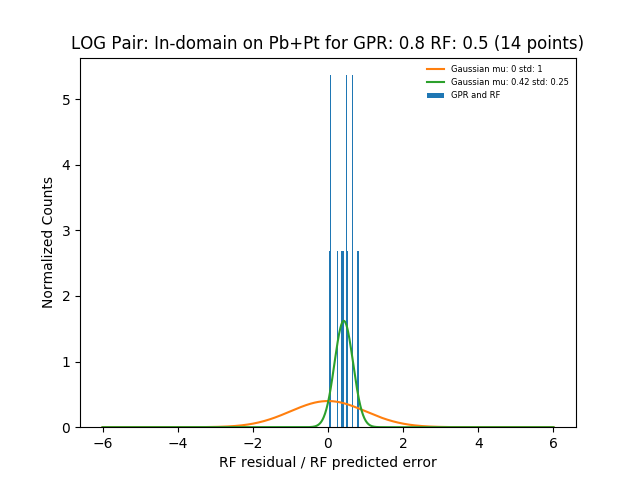 LOG Pair: In-domain on Pb+Pt for GPR: 0.8 RF: 0.5 (14 points)
Gaussian mu: 0 std: 1
Gaussian mu: 0.42 std: 0.25
GPR and RF
Normalized Counts
5
4
3
2
1
0
−6
−4
−2
0
2
4
6
RF residual / RF predicted error